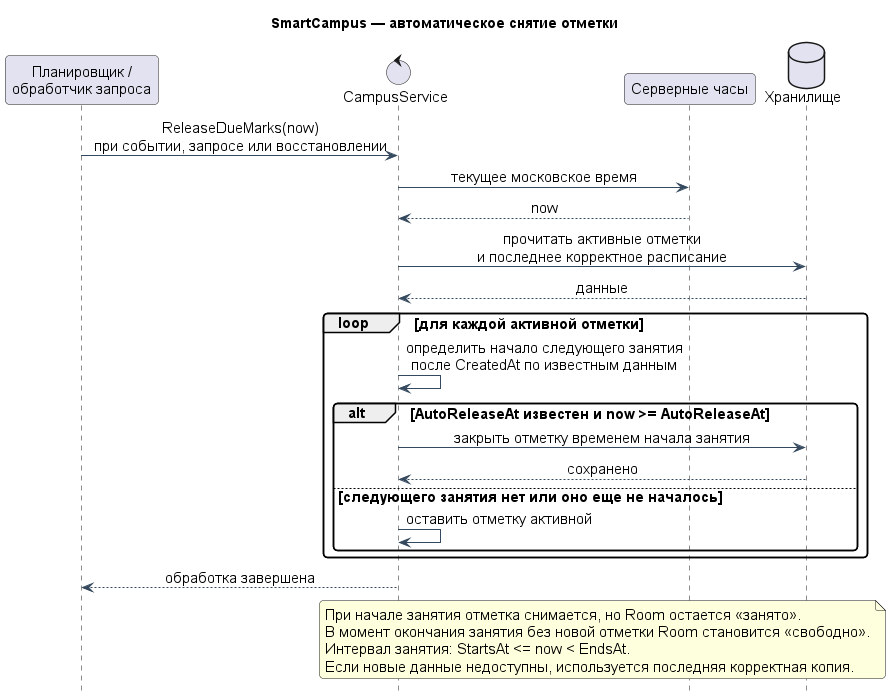 SmartCampus — автоматическое снятие отметки
Планировщик /
обработчик запроса
CampusService
Серверные часы
Хранилище
ReleaseDueMarks(now)
при событии, запросе или восстановлении
текущее московское время
now
прочитать активные отметки
и последнее корректное расписание
данные
loop
[для каждой активной отметки]
определить начало следующего занятия
после CreatedAt по известным данным
alt
[AutoReleaseAt известен и now >= AutoReleaseAt]
закрыть отметку временем начала занятия
сохранено
[следующего занятия нет или оно еще не началось]
оставить отметку активной
обработка завершена
При начале занятия отметка снимается, но Room остается «занято».
В момент окончания занятия без новой отметки Room становится «свободно».
Интервал занятия: StartsAt <= now < EndsAt.
Если новые данные недоступны, используется последняя корректная копия.